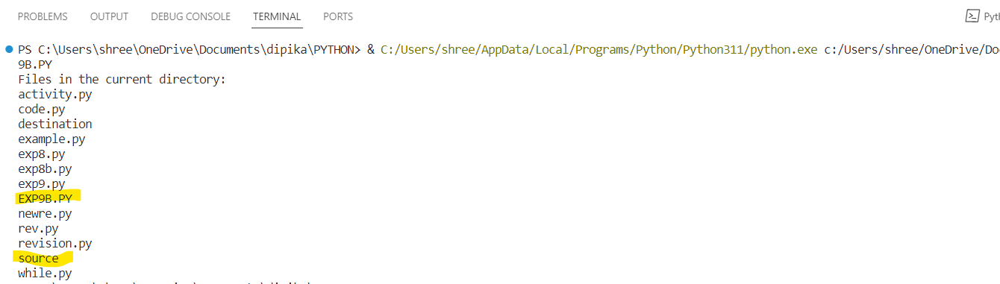 PROBLEMS OUTPUT DEBUG CONSOLE TERMINAL PORTS Pyt
PS C:\Users\shree\OneDrive\Documents\dipika\PYTHON> & C:/Users/shree/AppData/Local/Programs/Python/Python311/python.exe c:/Users/shree/OneDrive/Do
9B.PY
Files in the current directory:
activity.py
code.py
destination
example.py
exp8.py
exp8b.py
exp9.py
EXP9B.PY
newre.py
rev.py
revision.py
source
while.py